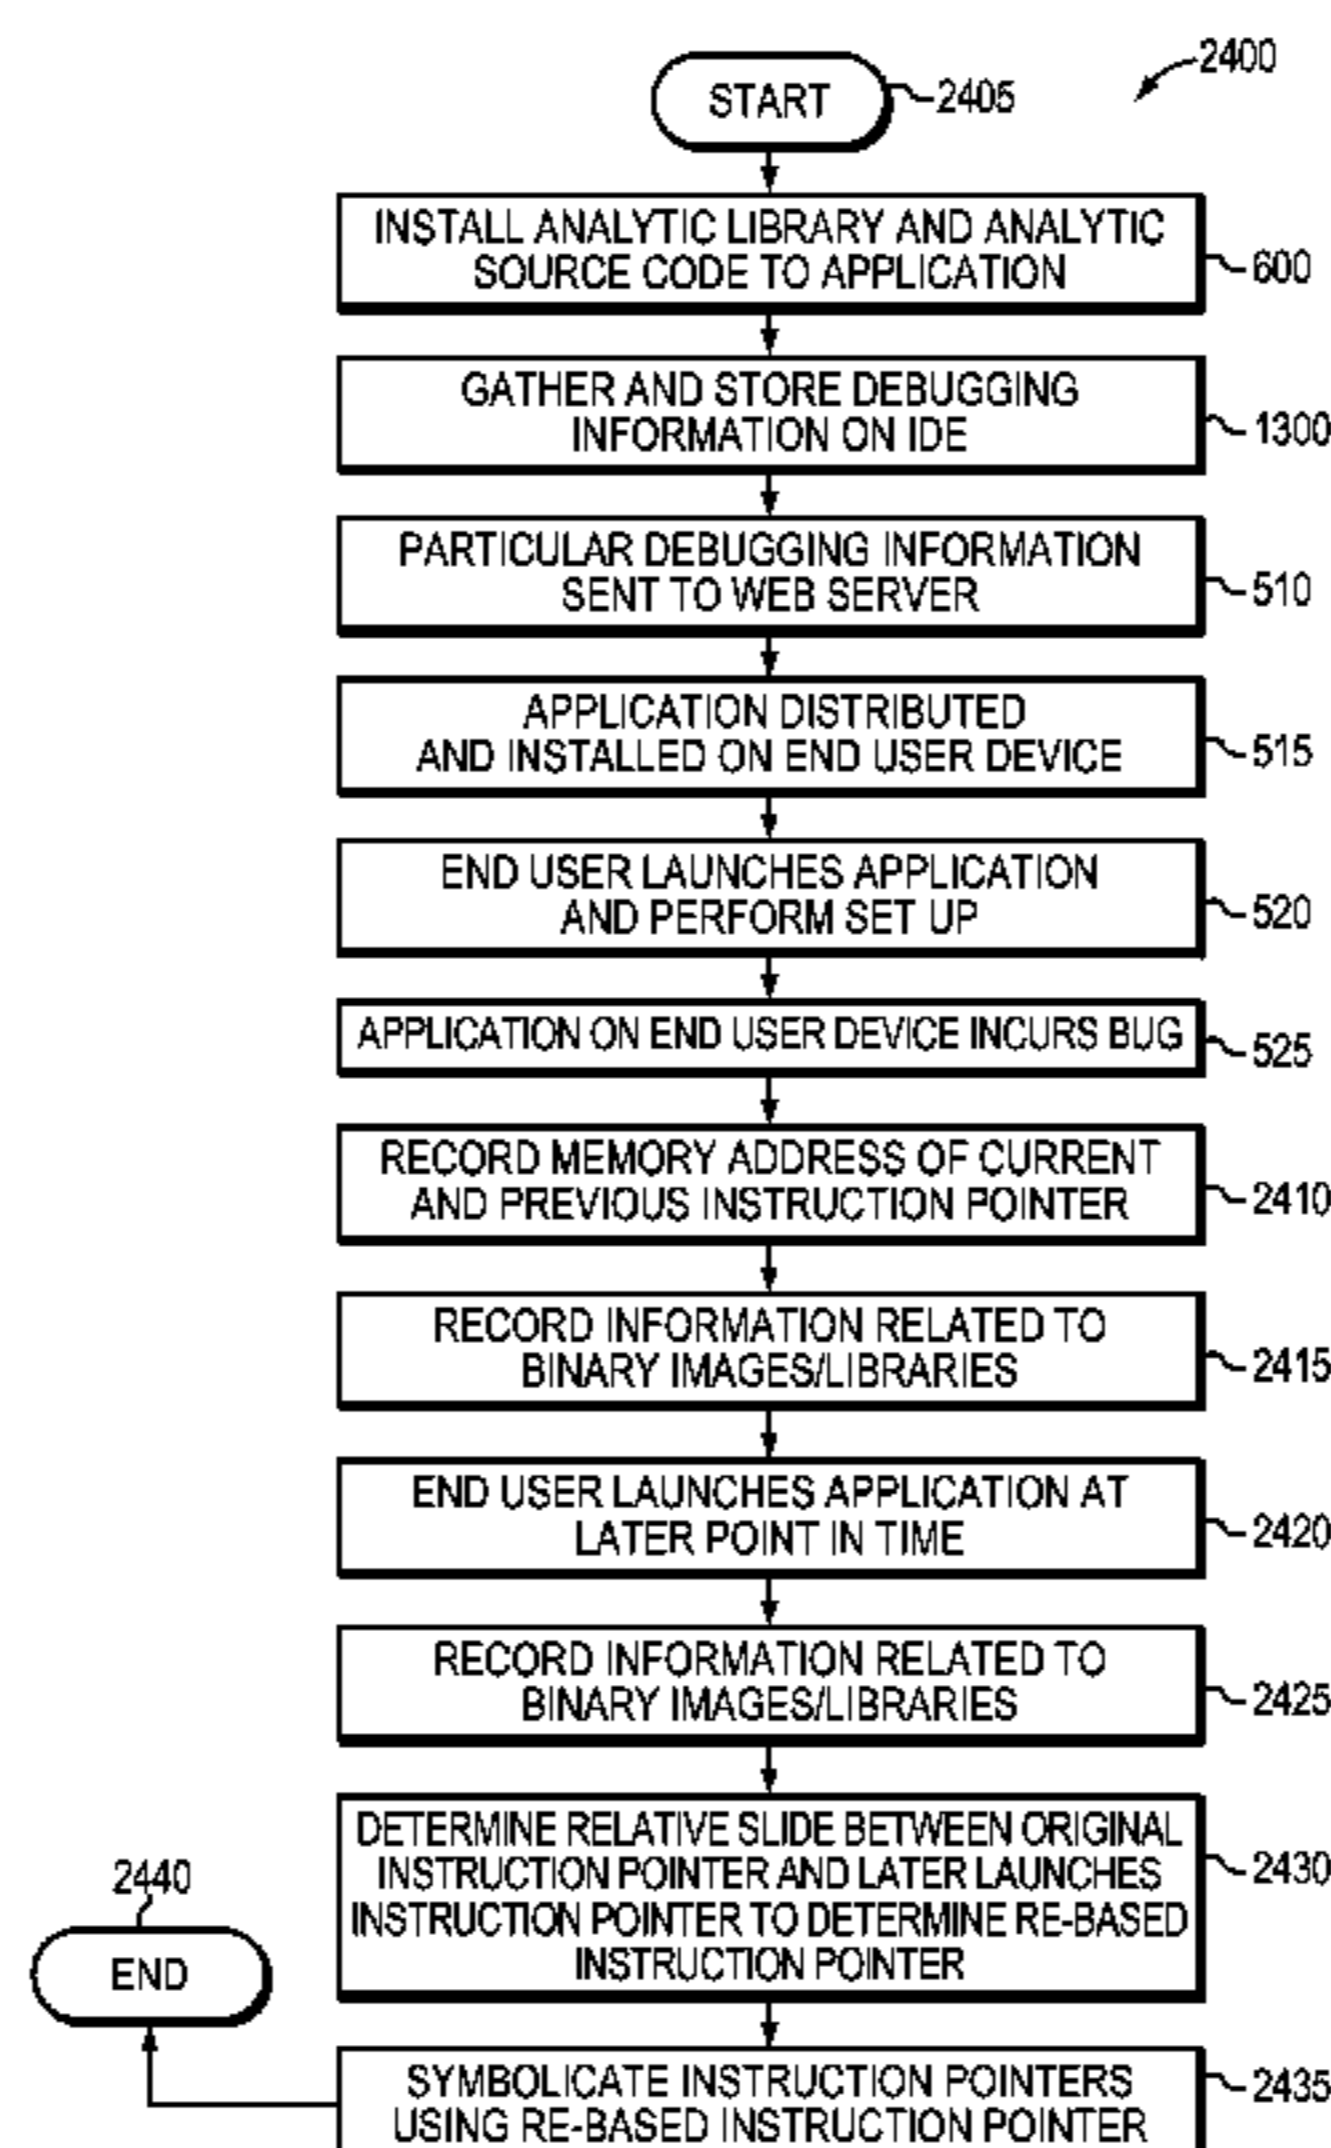 2400
START
2405
INSTALL ANALYTIC LIBRARY AND ANALYTIC
SOURCE CODE TO APPLICATION
600
GATHER AND STORE DEBUGGING
INFORMATION ON IDE
1300
PARTICULAR DEBUGGING INFORMATION
SENT TO WEB SERVER
510
APPLICATION DISTRIBUTED
AND INSTALLED ON END USER DEVICE
515
END USER LAUNCHES APPLICATION
AND PERFORM SET UP
520
APPLICATION ON END USER DEVICE INCURS BUG
525
RECORD MEMORY ADDRESS OF CURRENT
AND PREVIOUS INSTRUCTION POINTER
2410
RECORD INFORMATION RELATED TO
BINARY IMAGES/LIBRARIES
2415
END USER LAUNCHES APPLICATION AT
LATER POINT IN TIME
2420
RECORD INFORMATION RELATED TO
BINARY IMAGES/LIBRARIES
2425
DETERMINE RELATIVE SLIDE BETWEEN ORIGINAL
INSTRUCTION POINTER AND LATER LAUNCHES
INSTRUCTION POINTER TO DETERMINE RE-BASED
INSTRUCTION POINTER
2430
2440
END
SYMBOLICATE INSTRUCTION POINTERS
USING RE-BASED INSTRUCTION POINTER
2435